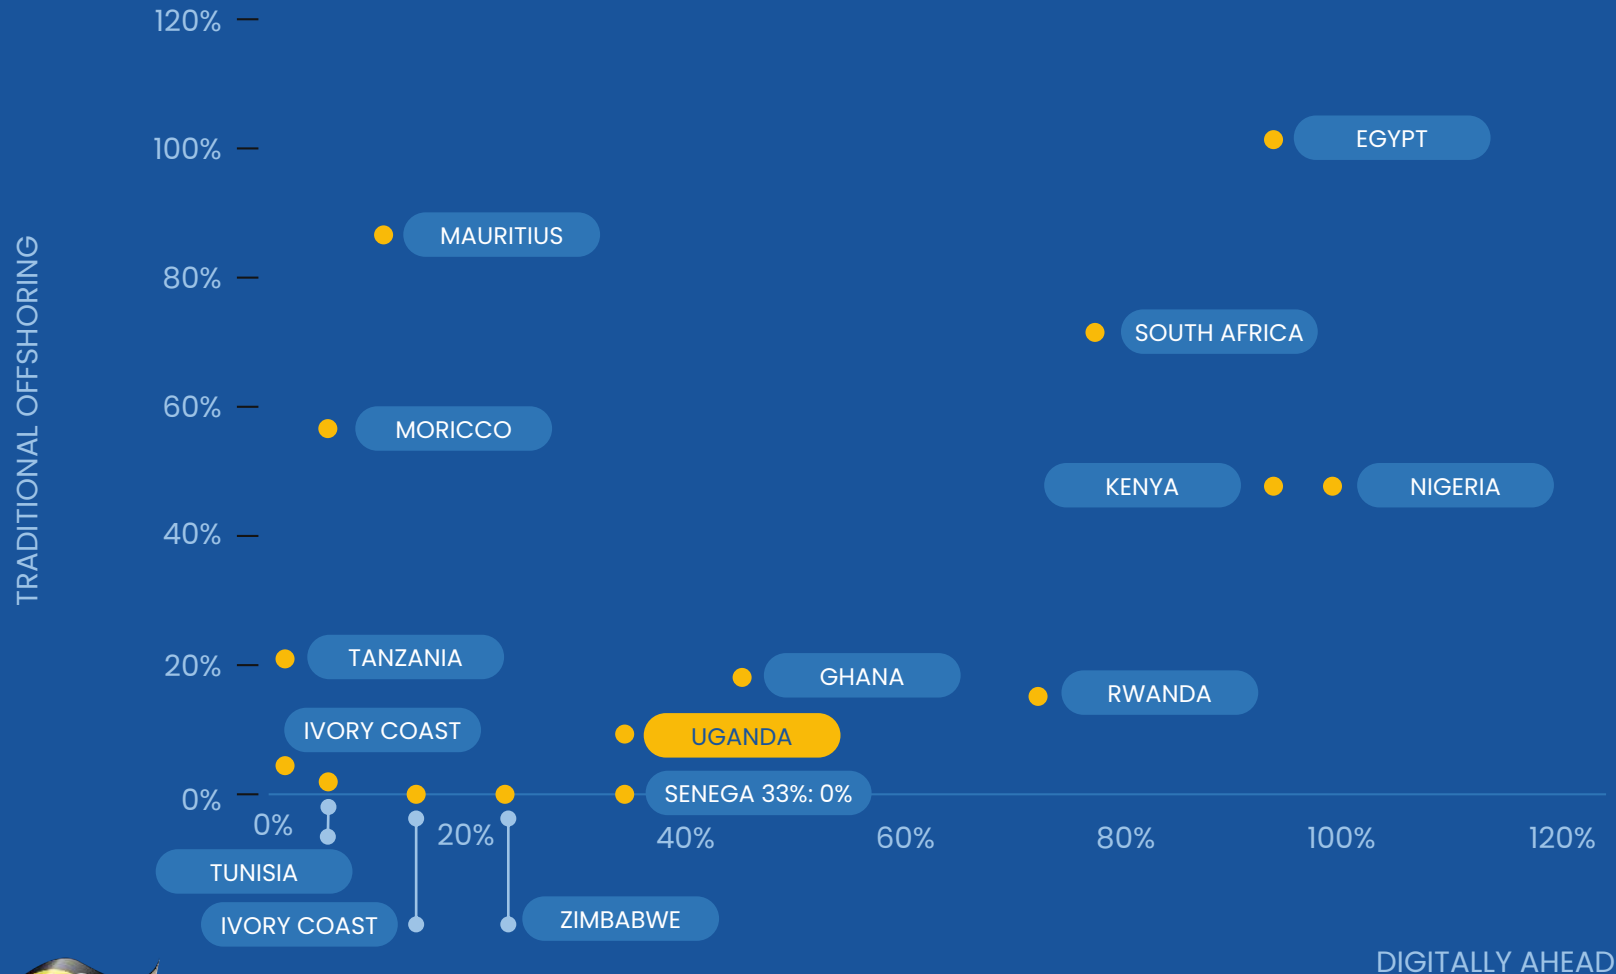 120%
100%
EGYPT
MAURITIUS
80%
SOUTH AFRICA
TRADITIONAL OFFSHORING
60%
MORICCO
KENYA
NIGERIA
40%
TANZANIA
20%
GHANA
RWANDA
IVORY COAST
UGANDA
SENEGA 33%: 0%
0%
0%
20%
40%
60%
80%
100%
120%
TUNISIA
IVORY COAST
ZIMBABWE
DIGITALLY AHEAD